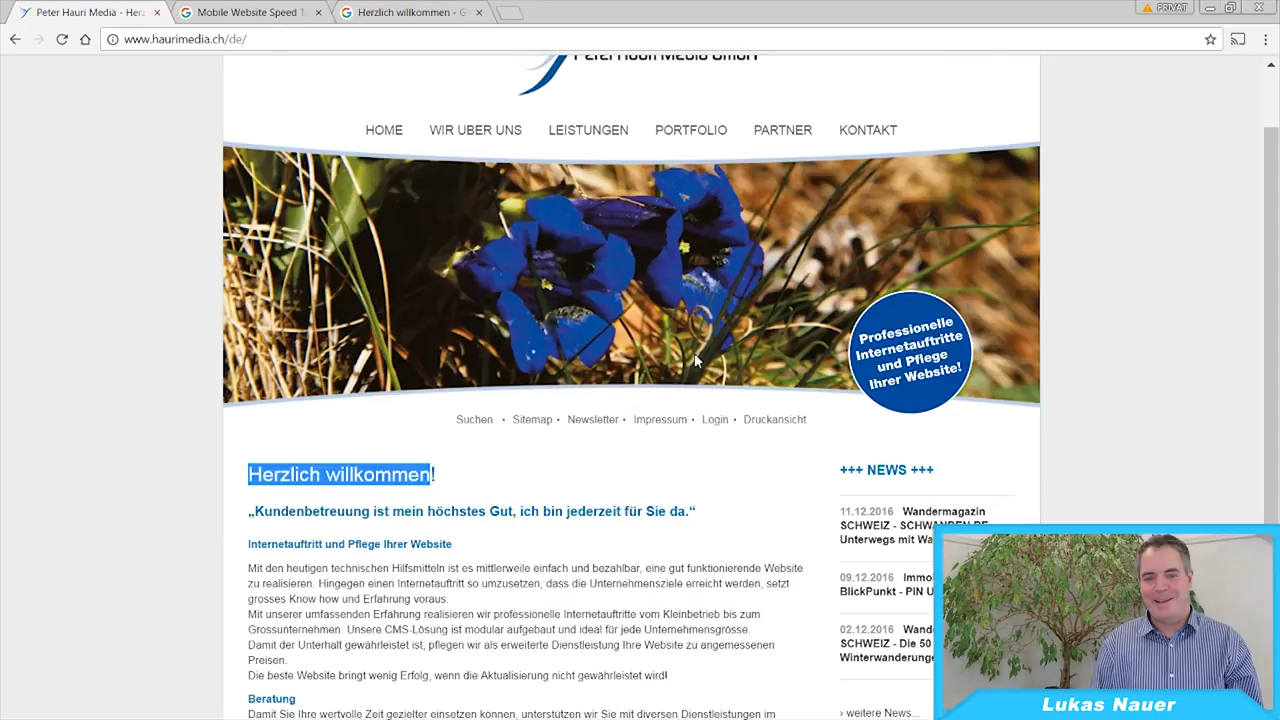 Peter Hauri Media - Her
Mobile Website Speed
Herzlich willkommen - G
PRIVAT
www.haurimedia.ch/de/
HOME WIR ÜBER UNS LEISTUNGEN PORTFOLIO PARTNER KONTAKT
Professionelle
Internetauftritte
und Pflege
Ihrer Website!
Suchen · Sitemap · Newsletter · Impressum · Login · Druckansicht
Herzlich willkommen!
„Kundenbetreuung ist mein höchstes Gut, ich bin jederzeit für Sie da.“
Internetauftritt und Pflege Ihrer Website
Mit den heutigen technischen Hilfsmitteln ist es mittlerweile einfach und bezahlbar, eine gut funktionierende Website
zu realisieren. Hingegen einen Internetauftritt so umzusetzen, dass die Unternehmensziele erreicht werden, setzt
grosses Know how und Erfahrung voraus.
Mit unserer umfassenden Erfahrung realisieren wir professionelle Internetauftritte vom Kleinbetrieb bis zum
Grossunternehmen. Unsere CMS-Lösung ist modular aufgebaut und ideal für jede Unternehmensgrösse.
Damit der Unterhalt gewährleistet ist, pflegen wir als erweiterte Dienstleistung Ihre Website zu angemessenen
Preisen.
Die beste Website bringt wenig Erfolg, wenn die Aktualisierung nicht gewährleistet wird!
Beratung
Damit Sie Ihre wertvolle Zeit gezielter einsetzen können, unterstützen wir Sie mit diversen Dienstleistungen im
+++ NEWS +++
11.12.2016 Wandermagazin
SCHWEIZ - SCHWANDEN BE
Unterwegs mit Wa
09.12.2016 Immo
BlickPunkt - PIN U
02.12.2016 Wand
SCHWEIZ - Die 50
Winterwanderunge
› weitere News...
Lukas Nauer